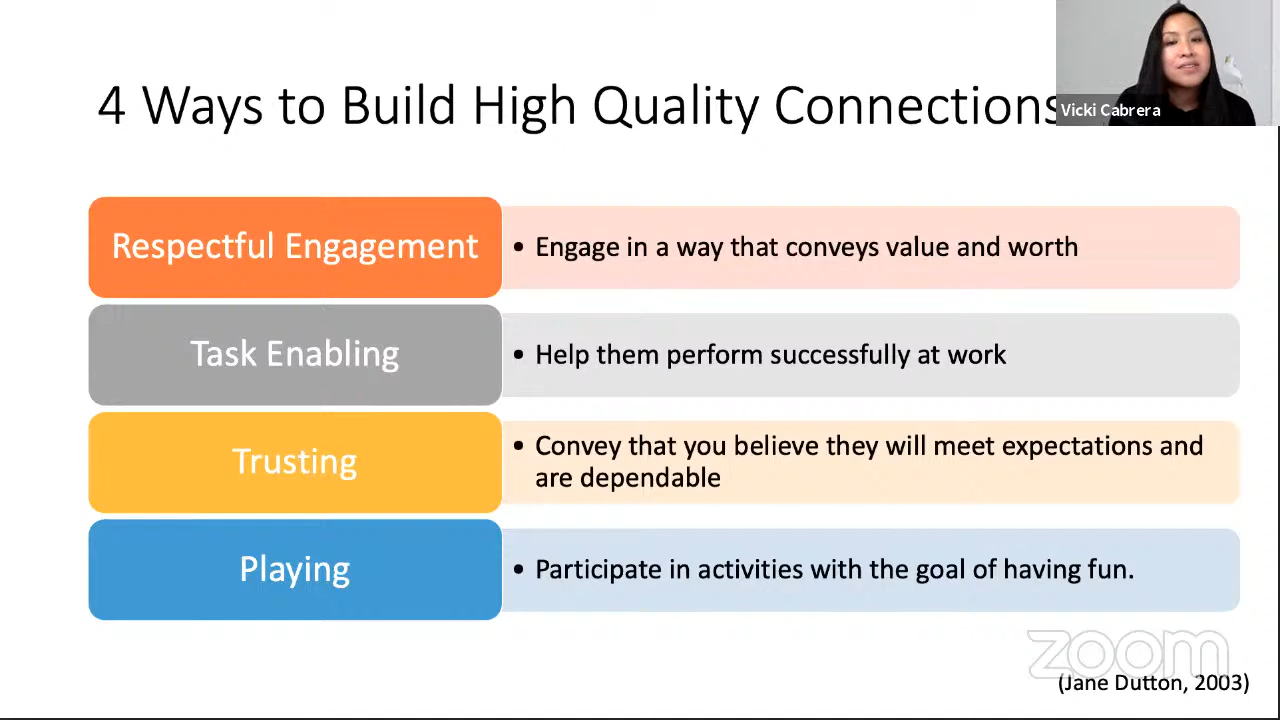 4 Ways to Build High Quality Connections
Vicki Cabrera
Respectful Engagement
• Engage in a way that conveys value and worth
Task Enabling
• Help them perform successfully at work
Trusting
• Convey that you believe they will meet expectations and
are dependable
Playing
• Participate in activities with the goal of having fun.
zoom
(Jane Dutton, 2003)